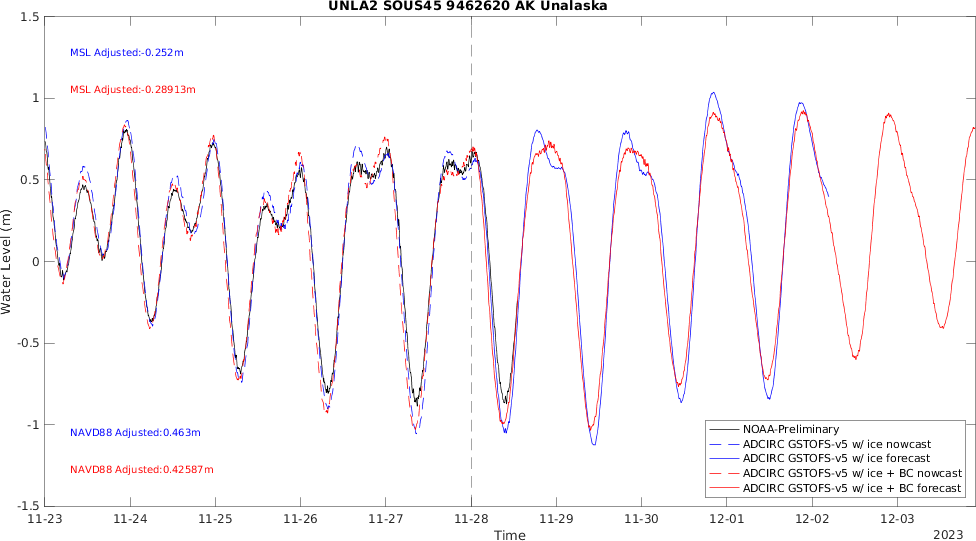 UNLA2 SOUS45 9462620 AK Unalaska
1.5
MSL Adjusted:-0.252m
MSL Adjusted:-0.28913m
1
0.5
0
-0.5
-1
-1.5
Water Level (m)
NAVD88 Adjusted:0.463m
NAVD88 Adjusted:0.42587m
NOAA-Preliminary
ADCIRC GSTOFS-v5 w/ ice nowcast
ADCIRC GSTOFS-v5 w/ ice forecast
ADCIRC GSTOFS-v5 w/ ice + BC nowcast
ADCIRC GSTOFS-v5 w/ ice + BC forecast
11-23 11-24 11-25 11-26 11-27 11-28 11-29 11-30 12-01 12-02 12-03
Time
2023